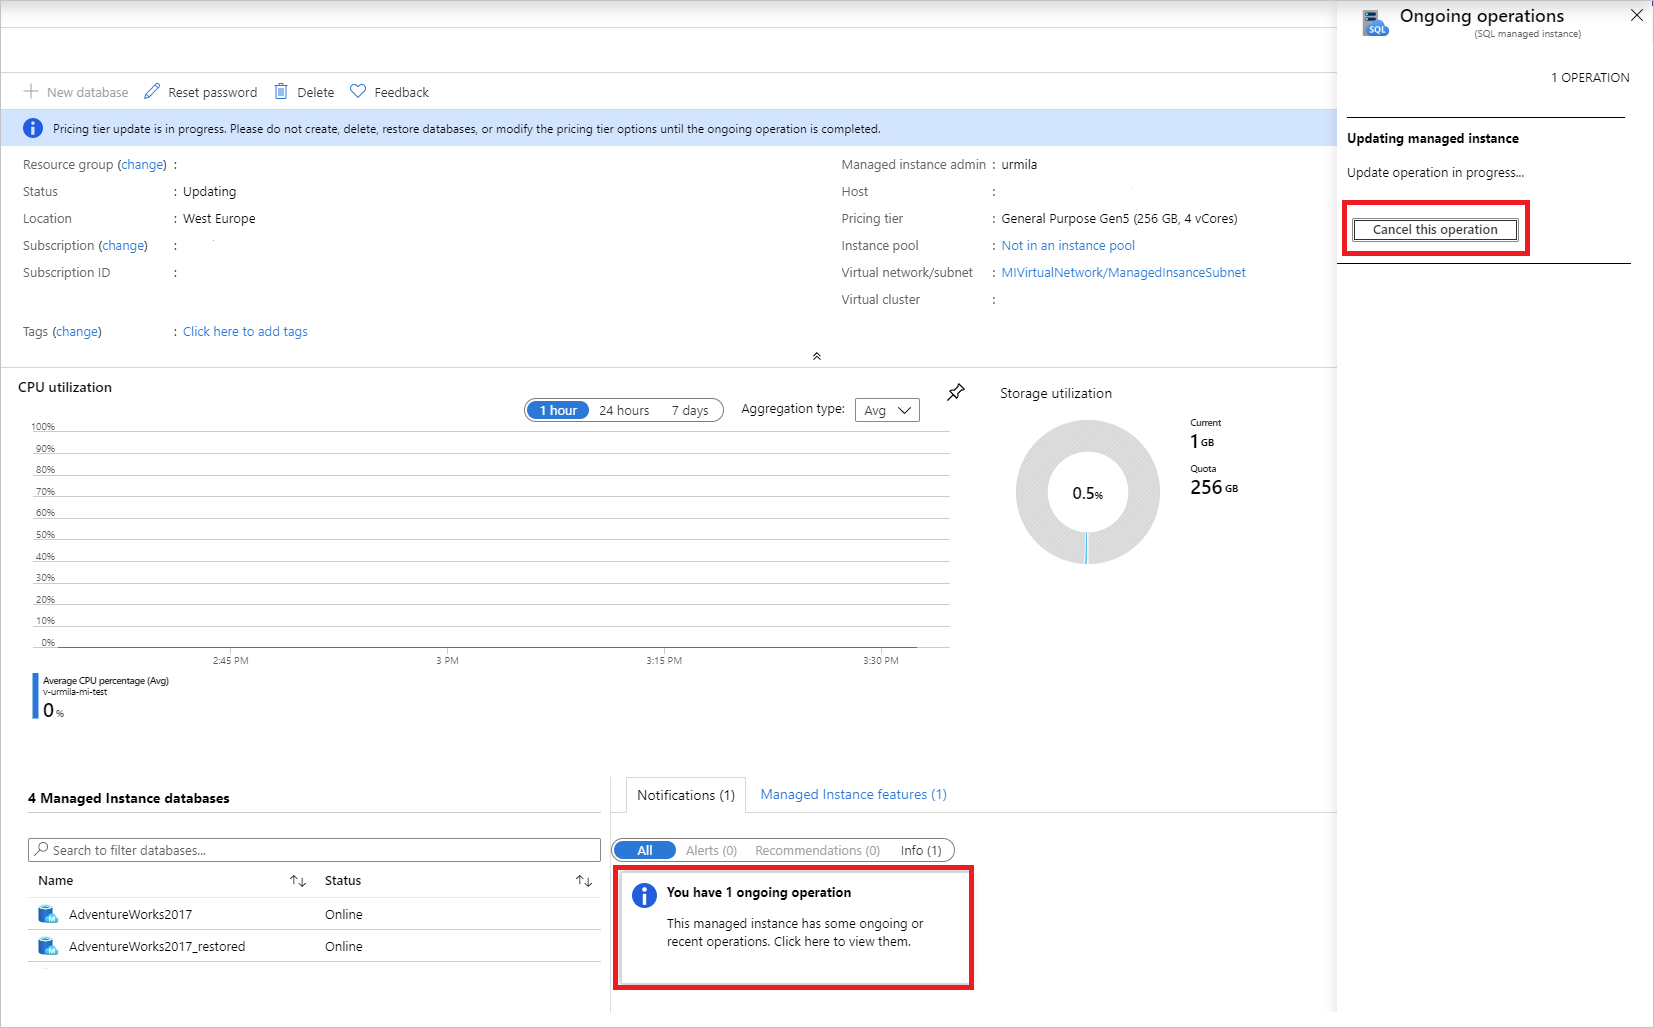 SQL
Ongoing operations
(SQL managed instance)
1 OPERATION
Updating managed instance
Update operation in progress...
Cancel this operation
New database
Reset password
Delete
Feedback
Pricing tier update is in progress. Please do not create, delete, restore databases, or modify the pricing tier options until the ongoing operation is completed.
Resource group (change) :
Status : Updating
Location : West Europe
Subscription (change) :
Subscription ID :
Tags (change) : Click here to add tags
Managed instance admin : urmila
Host :
Pricing tier : General Purpose Gen5 (256 GB, 4 vCores)
Instance pool : Not in an instance pool
Virtual network/subnet : MIVirtualNetwork/ManagedInsanceSubnet
Virtual cluster :
CPU utilization
1 hour
24 hours
7 days
Aggregation type:
Avg
100%
90%
80%
70%
60%
50%
40%
30%
20%
10%
0%
2:45 PM
3 PM
3:15 PM
3:30 PM
Average CPU percentage (Avg)
v-urmila-mi-test
0 %
Storage utilization
0.5%
Current
1 GB
Quota
256 GB
4 Managed Instance databases
Search to filter databases...
Name
Status
AdventureWorks2017
Online
AdventureWorks2017_restored
Online
Notifications (1)
Managed Instance features (1)
All
Alerts (0)
Recommendations (0)
Info (1)
You have 1 ongoing operation
This managed instance has some ongoing or
recent operations. Click here to view them.